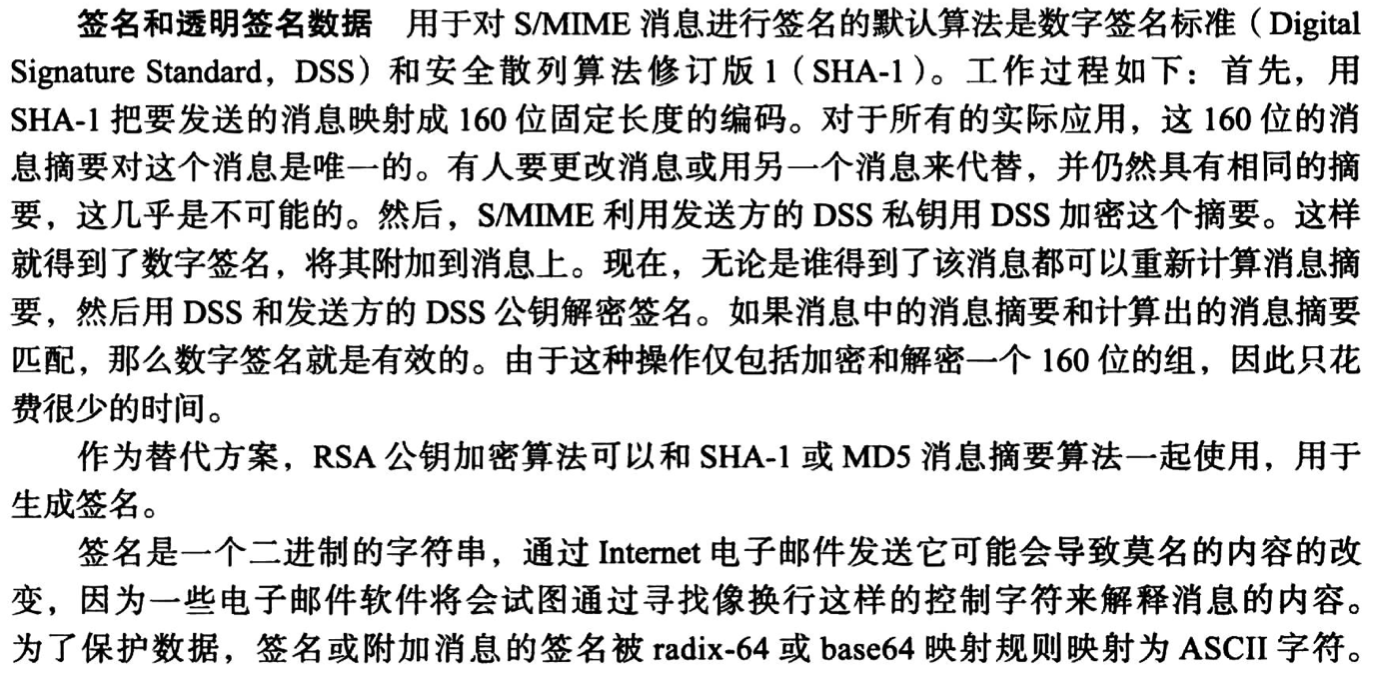 签名和透明签名数据 用于对 S/MIME 消息进行签名的默认算法是数字签名标准（Digital
Signature Standard，DSS）和安全散列算法修订版 1（SHA-1）。工作过程如下：首先，用
SHA-1 把要发送的消息映射成 160 位固定长度的编码。对于所有的实际应用，这 160 位的消
息摘要对这个消息是唯一的。有人要更改消息或用另一个消息来代替，并仍然具有相同的摘
要，这几乎是不可能的。然后，S/MIME 利用发送方的 DSS 私钥用 DSS 加密这个摘要。这样
就得到了数字签名，将其附加到消息上。现在，无论是谁得到了该消息都可以重新计算消息摘
要，然后用 DSS 和发送方的 DSS 公钥解密签名。如果消息中的消息摘要和计算出的消息摘要
匹配，那么数字签名就是有效的。由于这种操作仅包括加密和解密一个 160 位的组，因此只花
费很少的时间。
作为替代方案，RSA 公钥加密算法可以和 SHA-1 或 MD5 消息摘要算法一起使用，用于
生成签名。
签名是一个二进制的字符串，通过 Internet 电子邮件发送它可能会导致莫名的内容的改
变，因为一些电子邮件软件将会试图通过寻找像换行这样的控制字符来解释消息的内容。
为了保护数据，签名或附加消息的签名被 radix-64 或 base64 映射规则映射为 ASCII 字符。